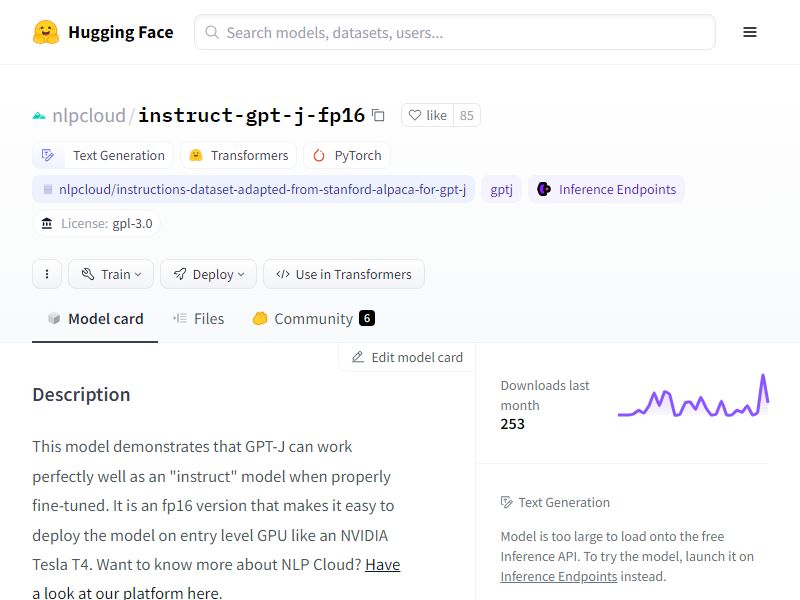 Hugging Face
Search models, datasets, users...
nlpcloud/instruct-gpt-j-fp16
like 85
Text Generation Transformers PyTorch
nlpcloud/instructions-dataset-adapted-from-stanford-alpaca-for-gpt-j gptj Inference Endpoints
License: gpl-3.0
Train Deploy Use in Transformers
Model card Files Community 6
Edit model card
Description
This model demonstrates that GPT-J can work
perfectly well as an "instruct" model when properly
fine-tuned. It is an fp16 version that makes it easy to
deploy the model on entry level GPU like an NVIDIA
Tesla T4. Want to know more about NLP Cloud? Have
a look at our platform here.
Downloads last
month
253
Text Generation
Model is too large to load onto the free
Inference API. To try the model, launch it on
Inference Endpoints instead.